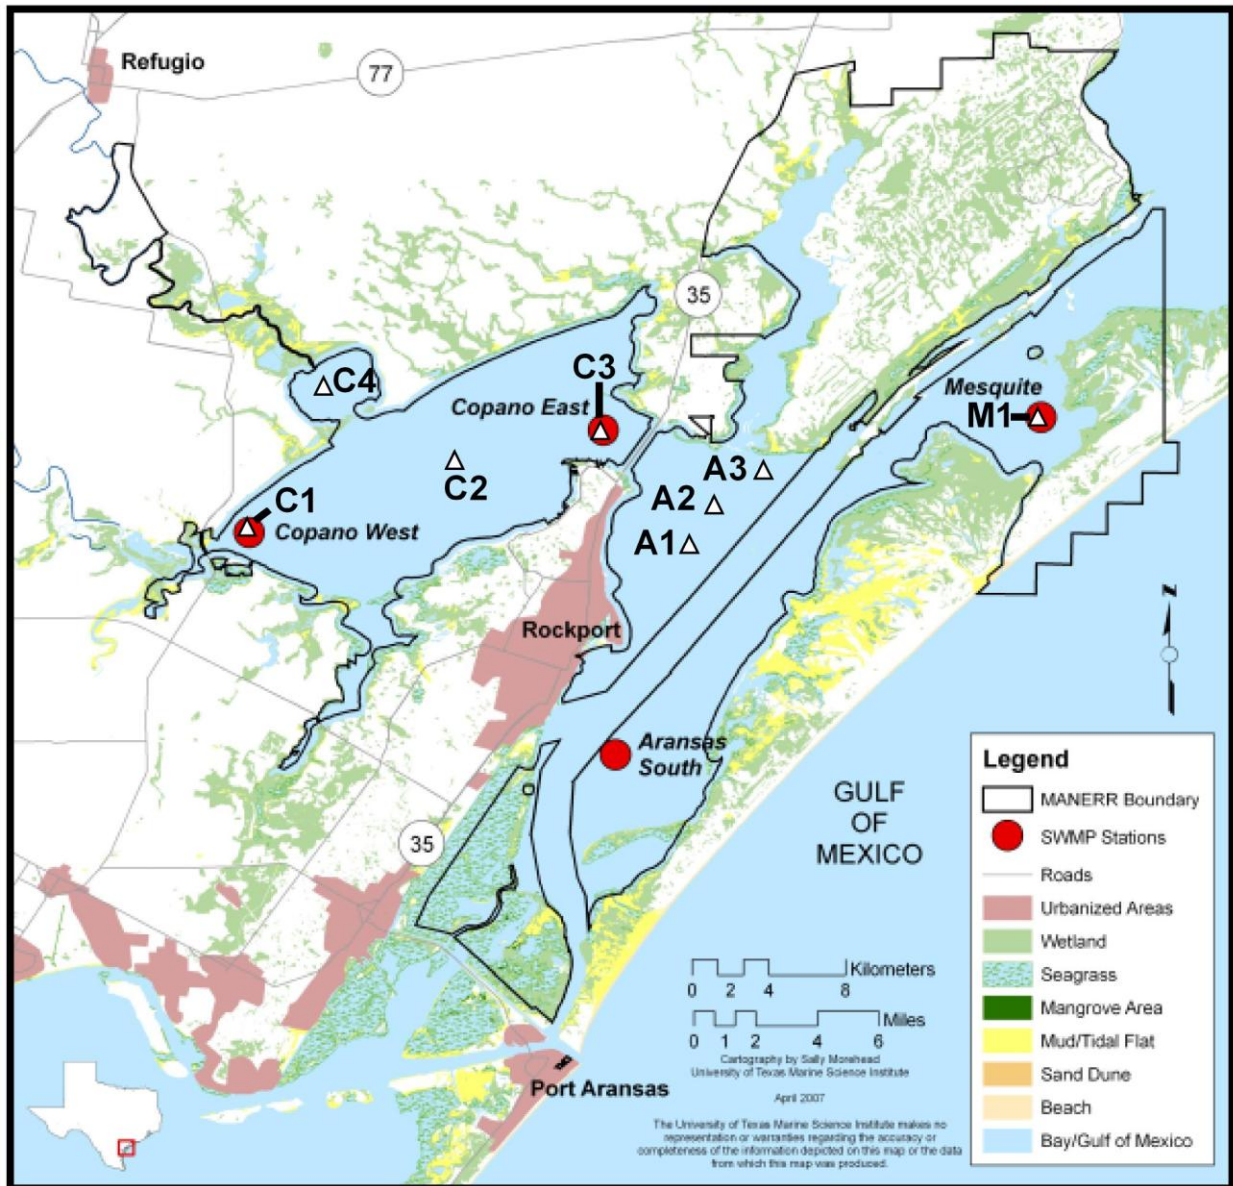 Refugio
77
35
C3
C4
Copano East
Mesquite
M1
A3
C2
A2
C1
Copano West
A1
Rockport
Aransas
South
N
35
GULF
OF
MEXICO
Legend
MANERR Boundary
SWMP Stations
Roads
Urbanized Areas
Wetland
Seagrass
Mangrove Area
Mud/Tidal Flat
Sand Dune
Beach
Bay/Gulf of Mexico
Kilometers
0 2 4 8
Miles
0 1 2 4 6
Cartography by Sally Morehead
University of Texas Marine Science Institute
April 2007
Port Aransas
The University of Texas Marine Science Institute makes no
representation or warranties regarding the accuracy or
completeness of the information depicted on this map or the data
from which this map was produced.